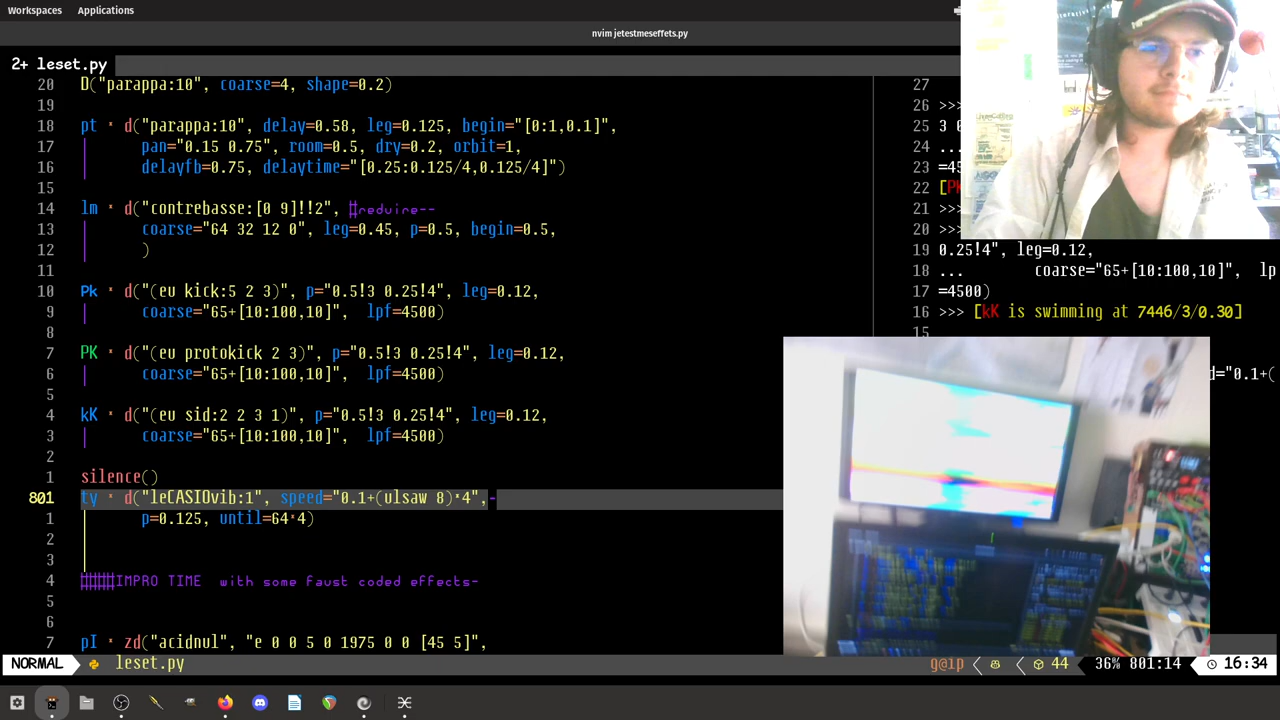 Workspaces Applications
nvim jetestmeseffets.py
2+ leset.py
20 D("parappa:10", coarse=4, shape=0.2)
19
18 pt * d("parappa:10", delay=0.58, leg=0.125, begin="[0:1,0.1]",
17 pan="0.15 0.75", room=0.5, dry=0.2, orbit=1,
16 delayfb=0.75, delaytime="[0.25:0.125/4,0.125/4]")
15
14 lm * d("contrebasse:[0 9]!!2", #reduire--
13 coarse="64 32 12 0", leg=0.45, p=0.5, begin=0.5,
12 )
11
10 Pk * d("(eu kick:5 2 3)", p="0.5!3 0.25!4", leg=0.12,
9 coarse="65+[10:100,10]", lpf=4500)
8
7 PK * d("(eu protokick 2 3)", p="0.5!3 0.25!4", leg=0.12,
6 coarse="65+[10:100,10]", lpf=4500)
5
4 kK * d("(eu sid:2 2 3 1)", p="0.5!3 0.25!4", leg=0.12,
3 coarse="65+[10:100,10]", lpf=4500)
2
1 silence()
801 ty * d("leCASIOvib:1", speed="0.1+(ulsaw 8)*4",-
1 p=0.125, until=64*4)
2
3
4 ######IMPRO TIME with some faust coded effects-
5
6
7 pI * zd("acidnul", "e 0 0 5 0 1975 0 0 [45 5]",
27
26 >>>
25 3 0
24 ...
23 =45
22 [PK
21 >>>
20 >>>
19 0.25!4", leg=0.12,
18 ... coarse="65+[10:100,10]", lp
17 =4500)
16 >>> [kK is swimming at 7446/3/0.30]
15
d="0.1+(
NORMAL leset.py g@ip 44 36% 801:14 16:34